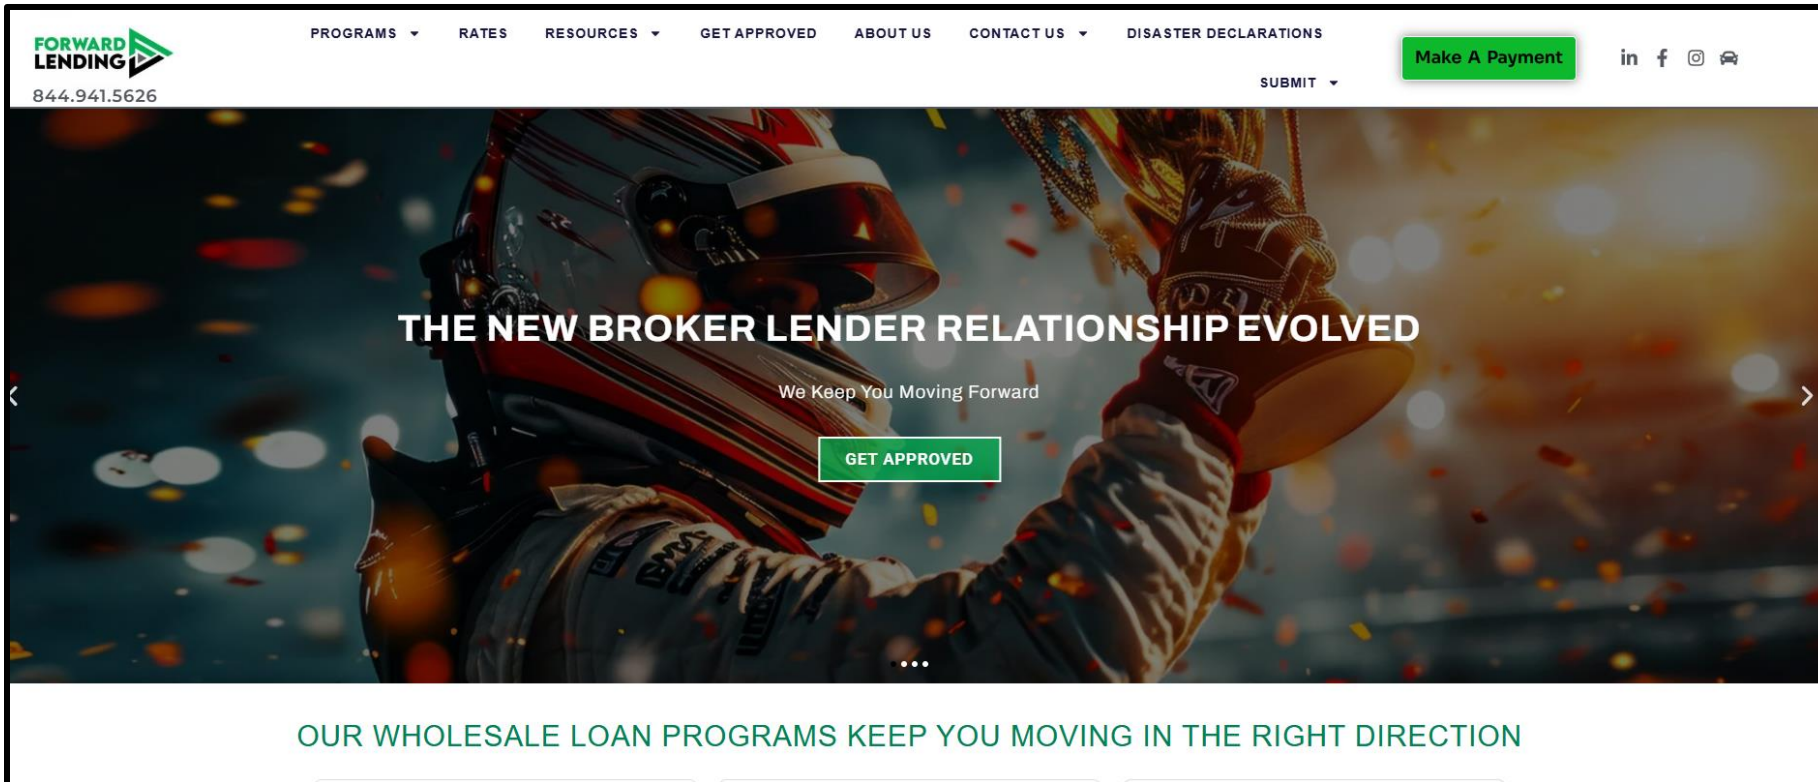 FORWARD
LENDING
844.941.5626
PROGRAMS RATES RESOURCES GET APPROVED ABOUT US CONTACT US DISASTER DECLARATIONS
SUBMIT
Make A Payment
THE NEW BROKER LENDER RELATIONSHIP EVOLVED
We Keep You Moving Forward
GET APPROVED
OUR WHOLESALE LOAN PROGRAMS KEEP YOU MOVING IN THE RIGHT DIRECTION